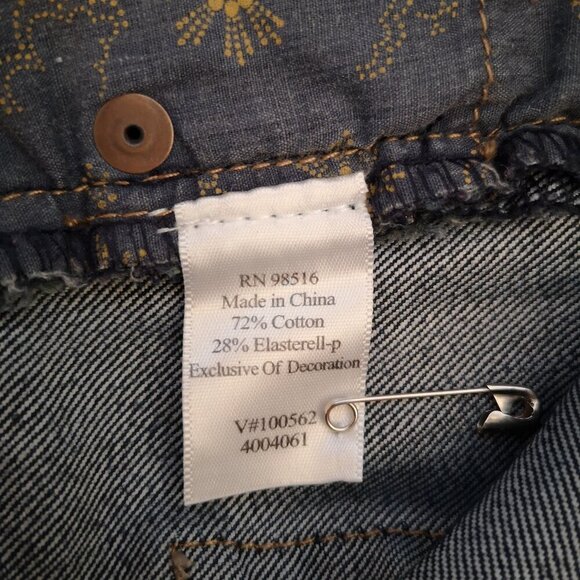 RN 98516
Made in China
72% Cotton
28% Elasterell-p
Exclusive Of Decoration
V#100562
4004061